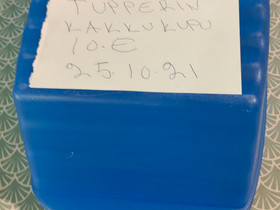 TUPPERIN
KAKKUKUPU
10.€
25.10.21